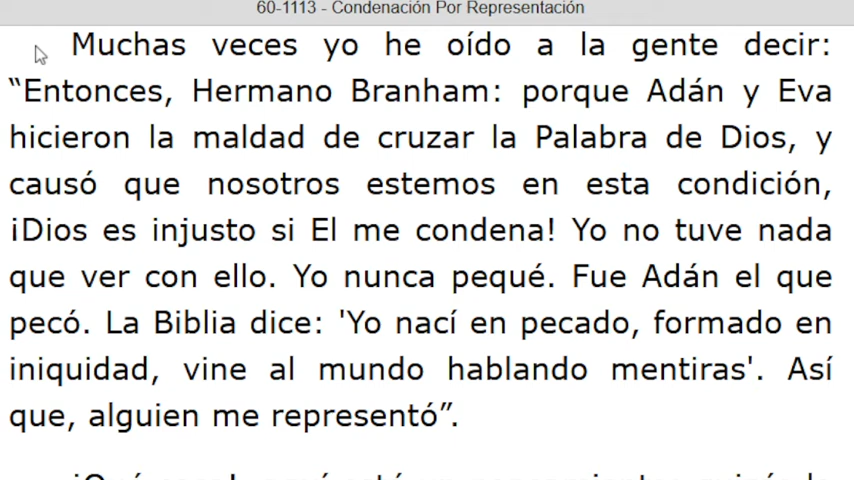 60-1113 - Condenación Por Representación
Muchas veces yo he oído a la gente decir:
“Entonces, Hermano Branham: porque Adán y Eva
hicieron la maldad de cruzar la Palabra de Dios, y
causó que nosotros estemos en esta condición,
¡Dios es injusto si El me condena! Yo no tuve nada
que ver con ello. Yo nunca pequé. Fue Adán el que
pecó. La Biblia dice: 'Yo nací en pecado, formado en
iniquidad, vine al mundo hablando mentiras'. Así
que, alguien me representó”.